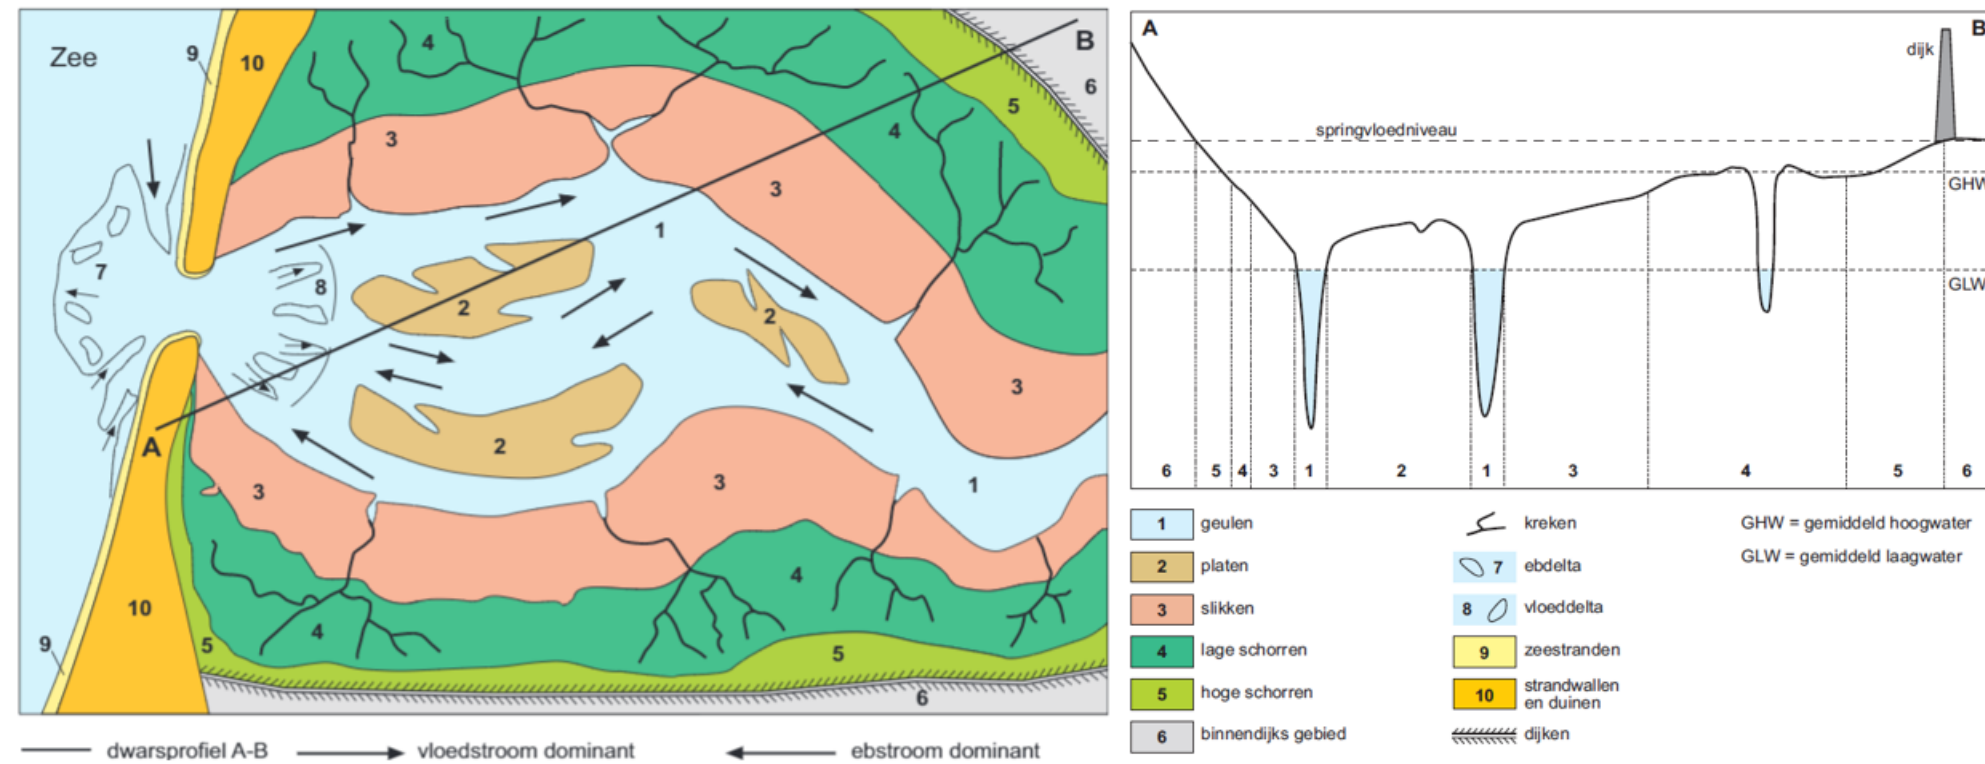 Zee
9
10
4
B
6
5
3
4
3
1
7
8
2
2
A
3
2
3
3
1
10
4
4
9
5
5
6
dwarsprofiel A-B
vloedstroom dominant
ebstroom dominant
A
B
dijk
springvloedniveau
GHW
GLW
6 5 4 3 1 2 1 3 4 5 6
1 geulen
2 platen
3 slikken
4 lage schorren
5 hoge schorren
6 binnendijks gebied
kreken
7 ebdelta
8 vloeddelta
9 zeestranden
10 strandwallen
en duinen
dijken
GHW = gemiddeld hoogwater
GLW = gemiddeld laagwater